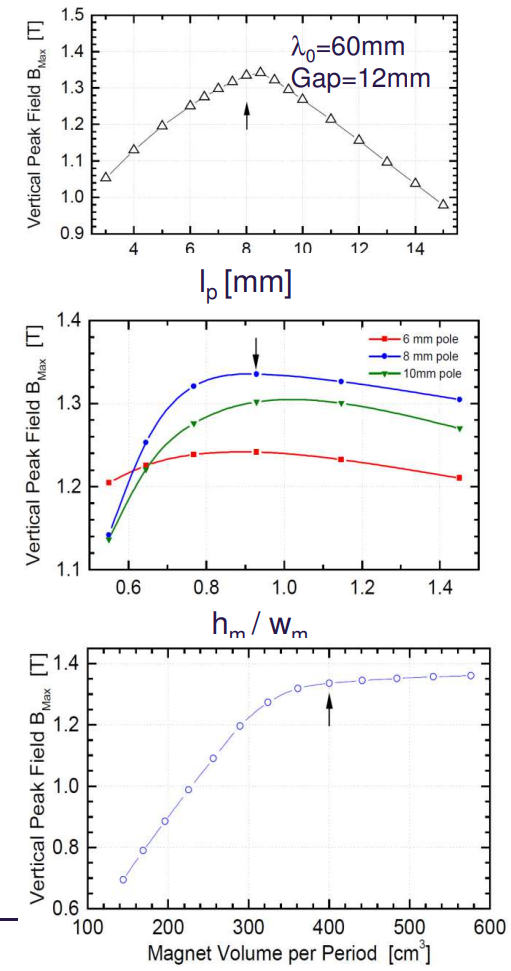 1.5
1.4
1.3
1.2
1.1
1.0
0.9
Vertical Peak Field B_Max [T]
λ₀=60mm
Gap=12mm
4 6 8 10 12 14
l_p [mm]
1.4
1.3
1.2
1.1
Vertical Peak Field B_Max [T]
6 mm pole
8 mm pole
10mm pole
0.6 0.8 1.0 1.2 1.4
h_m / w_m
1.4
1.2
1.0
0.8
0.6
Vertical Peak Field B_Max [T]
100 200 300 400 500 600
Magnet Volume per Period [cm³]